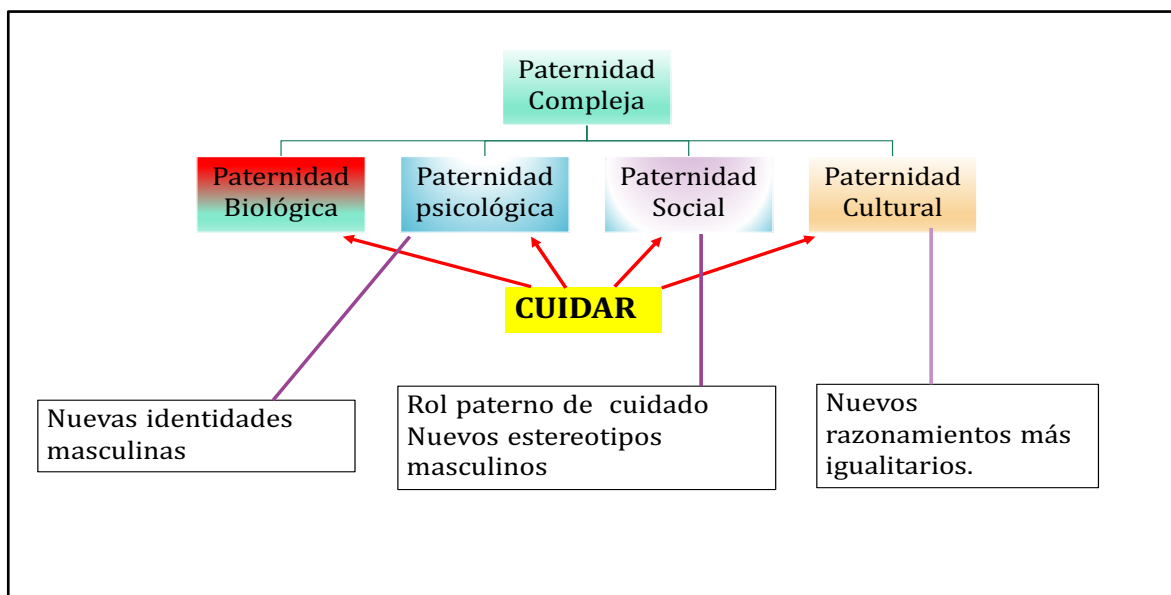 Paternidad
Compleja
Paternidad
Biológica
Paternidad
psicológica
Paternidad
Social
Paternidad
Cultural
CUIDAR
Nuevas identidades
masculinas
Rol paterno de cuidado
Nuevos estereotipos
masculinos
Nuevos
razonamientos más
igualitarios.